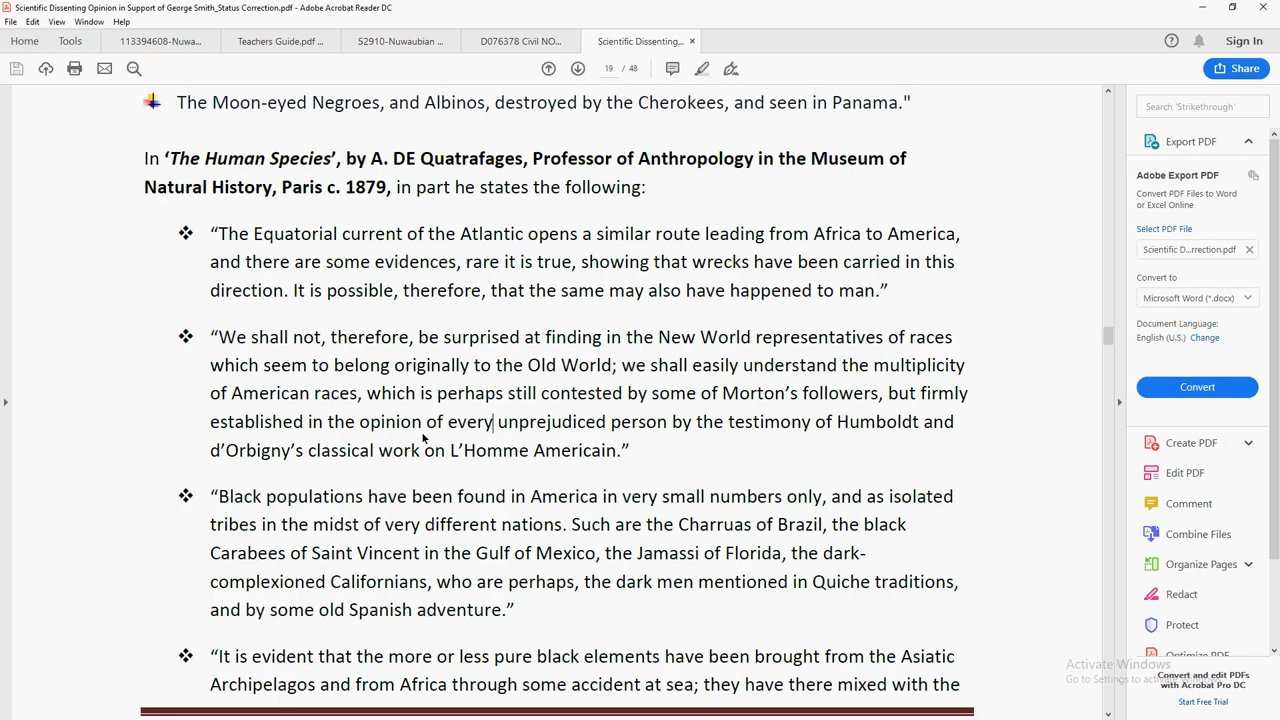 Scientific Dissenting Opinion in Support of George Smith_Status Correction.pdf - Adobe Acrobat Reader DC
File Edit View Window Help
Home Tools 113394608-Nuwa... Teachers Guide.pdf ... 52910-Nuwaubian ... D076378 Civil NO... Scientific Dissenting... × Sign In
19 / 48 Share
The Moon-eyed Negroes, and Albinos, destroyed by the Cherokees, and seen in Panama."
In ‘The Human Species’, by A. DE Quatrafages, Professor of Anthropology in the Museum of
Natural History, Paris c. 1879, in part he states the following:
“The Equatorial current of the Atlantic opens a similar route leading from Africa to America,
and there are some evidences, rare it is true, showing that wrecks have been carried in this
direction. It is possible, therefore, that the same may also have happened to man.”
“We shall not, therefore, be surprised at finding in the New World representatives of races
which seem to belong originally to the Old World; we shall easily understand the multiplicity
of American races, which is perhaps still contested by some of Morton’s followers, but firmly
established in the opinion of every unprejudiced person by the testimony of Humboldt and
d’Orbigny’s classical work on L’Homme Americain.”
“Black populations have been found in America in very small numbers only, and as isolated
tribes in the midst of very different nations. Such are the Charruas of Brazil, the black
Carabees of Saint Vincent in the Gulf of Mexico, the Jamassi of Florida, the dark-
complexioned Californians, who are perhaps, the dark men mentioned in Quiche traditions,
and by some old Spanish adventure.”
“It is evident that the more or less pure black elements have been brought from the Asiatic
Archipelagos and from Africa through some accident at sea; they have there mixed with the
Search 'Strikethrough'
Export PDF
Adobe Export PDF
Convert PDF Files to Word
or Excel Online
Select PDF File
Scientific D...rrection.pdf ×
Convert to
Microsoft Word (*.docx)
Document Language:
English (U.S.) Change
Convert
Create PDF
Edit PDF
Comment
Combine Files
Organize Pages
Redact
Protect
Optimize PDF
Activate Windows
Go to Settings to activate
Convert and edit PDFs
with Acrobat Pro DC
Start Free Trial